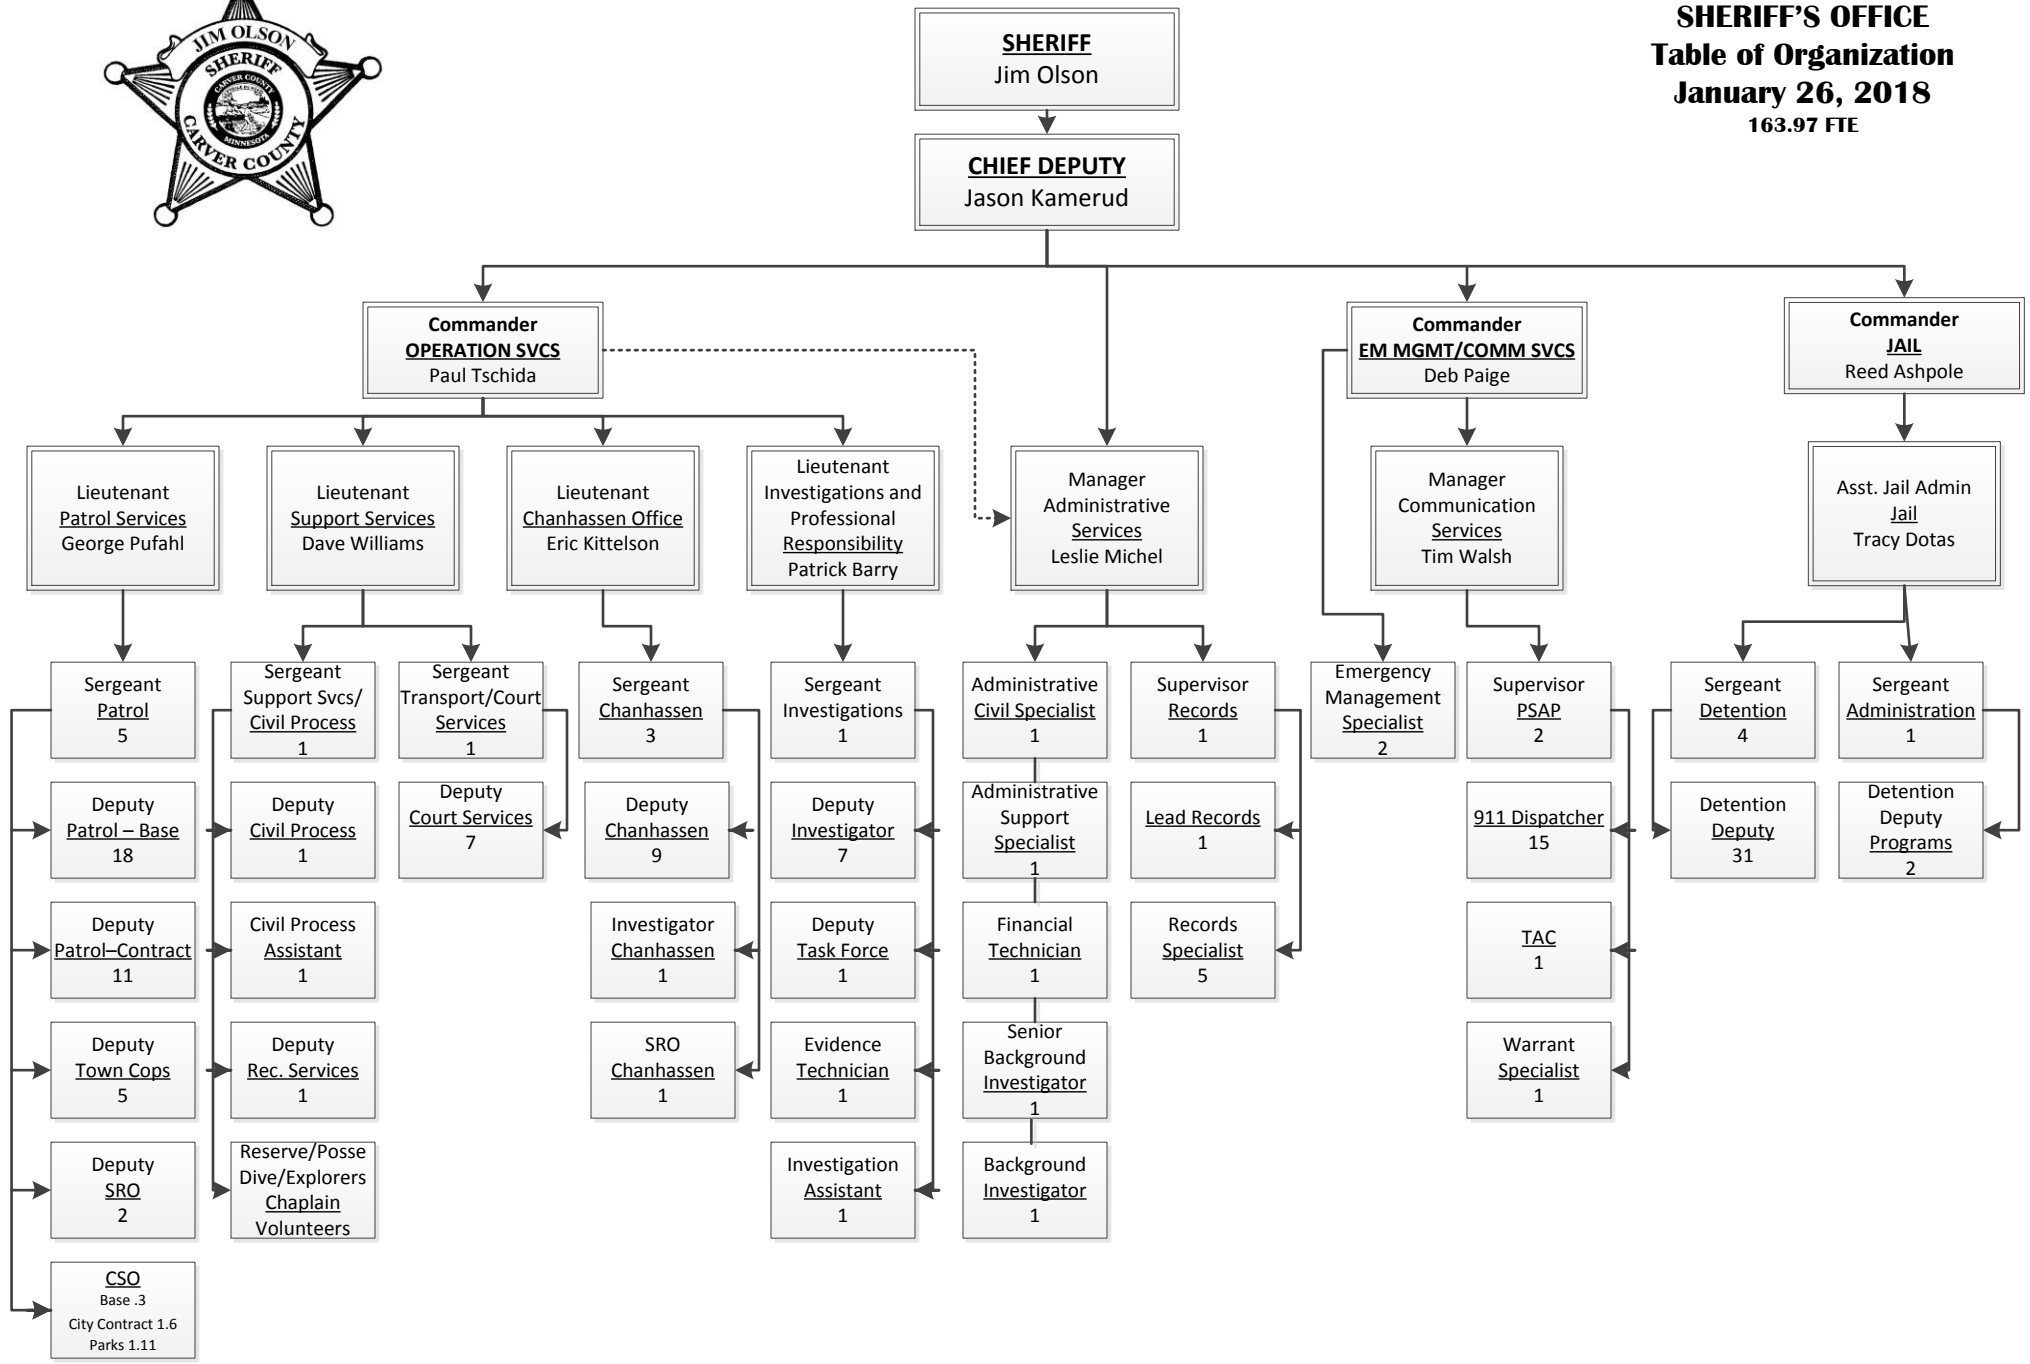 JIM OLSON
SHERIFF
CARVER COUNTY
MINNESOTA
CARVER COUNTY
SHERIFF'S OFFICE
Table of Organization
January 26, 2018
163.97 FTE
SHERIFF
Jim Olson
CHIEF DEPUTY
Jason Kamerud
Commander
OPERATION SVCS
Paul Tschida
Commander
EM MGMT/COMM SVCS
Deb Paige
Commander
JAIL
Reed Ashpole
Lieutenant
Patrol Services
George Pufahl
Lieutenant
Support Services
Dave Williams
Lieutenant
Chanhassen Office
Eric Kittelson
Lieutenant
Investigations and
Professional
Responsibility
Patrick Barry
Manager
Administrative
Services
Leslie Michel
Manager
Communication
Services
Tim Walsh
Asst. Jail Admin
Jail
Tracy Dotas
Sergeant
Patrol
5
Sergeant
Support Svcs/
Civil Process
1
Sergeant
Transport/Court
Services
1
Sergeant
Chanhassen
3
Sergeant
Investigations
1
Administrative
Civil Specialist
1
Supervisor
Records
1
Emergency
Management
Specialist
2
Supervisor
PSAP
2
Sergeant
Detention
4
Sergeant
Administration
1
Deputy
Patrol – Base
18
Deputy
Civil Process
1
Deputy
Court Services
7
Deputy
Chanhassen
9
Deputy
Investigator
7
Administrative
Support
Specialist
1
Lead Records
1
911 Dispatcher
15
Detention
Deputy
31
Detention
Deputy
Programs
2
Deputy
Patrol–Contract
11
Civil Process
Assistant
1
Investigator
Chanhassen
1
Deputy
Task Force
1
Financial
Technician
1
Records
Specialist
5
TAC
1
Deputy
Town Cops
5
Deputy
Rec. Services
1
SRO
Chanhassen
1
Evidence
Technician
1
Senior
Background
Investigator
1
Warrant
Specialist
1
Deputy
SRO
2
Reserve/Posse
Dive/Explorers
Chaplain
Volunteers
Investigation
Assistant
1
Background
Investigator
1
CSO
Base .3
City Contract 1.6
Parks 1.11